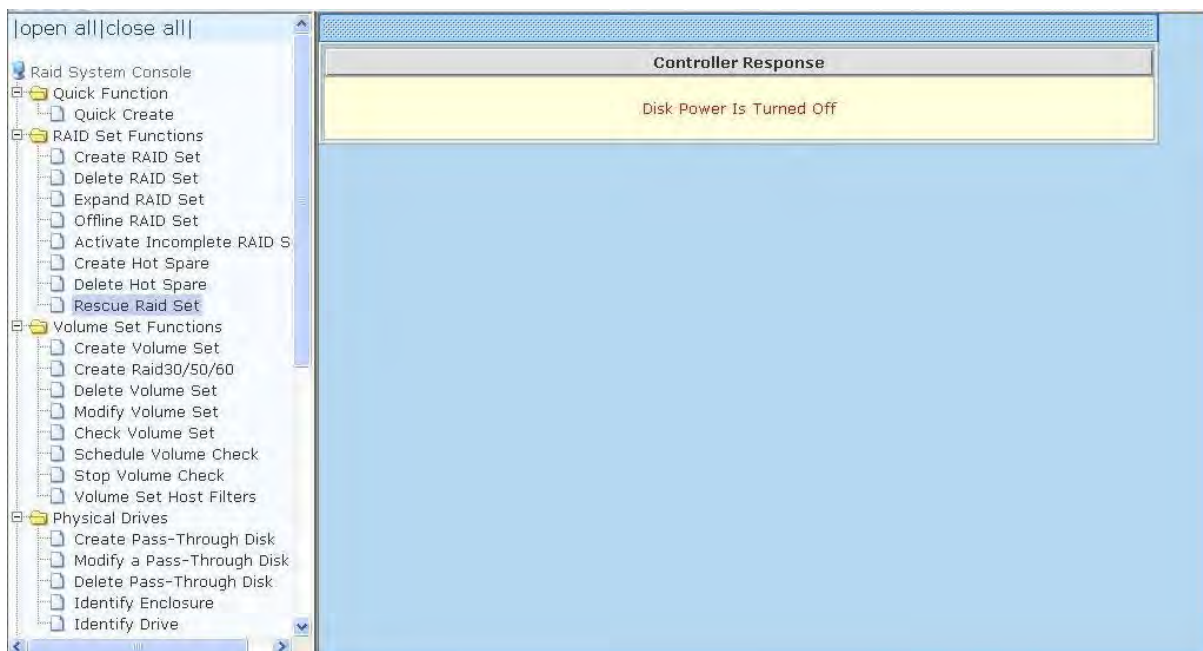 |open all|close all|
Raid System Console
Quick Function
Quick Create
RAID Set Functions
Create RAID Set
Delete RAID Set
Expand RAID Set
Offline RAID Set
Activate Incomplete RAID S
Create Hot Spare
Delete Hot Spare
Rescue Raid Set
Volume Set Functions
Create Volume Set
Create Raid30/50/60
Delete Volume Set
Modify Volume Set
Check Volume Set
Schedule Volume Check
Stop Volume Check
Volume Set Host Filters
Physical Drives
Create Pass-Through Disk
Modify a Pass-Through Disk
Delete Pass-Through Disk
Identify Enclosure
Identify Drive
Controller Response
Disk Power Is Turned Off